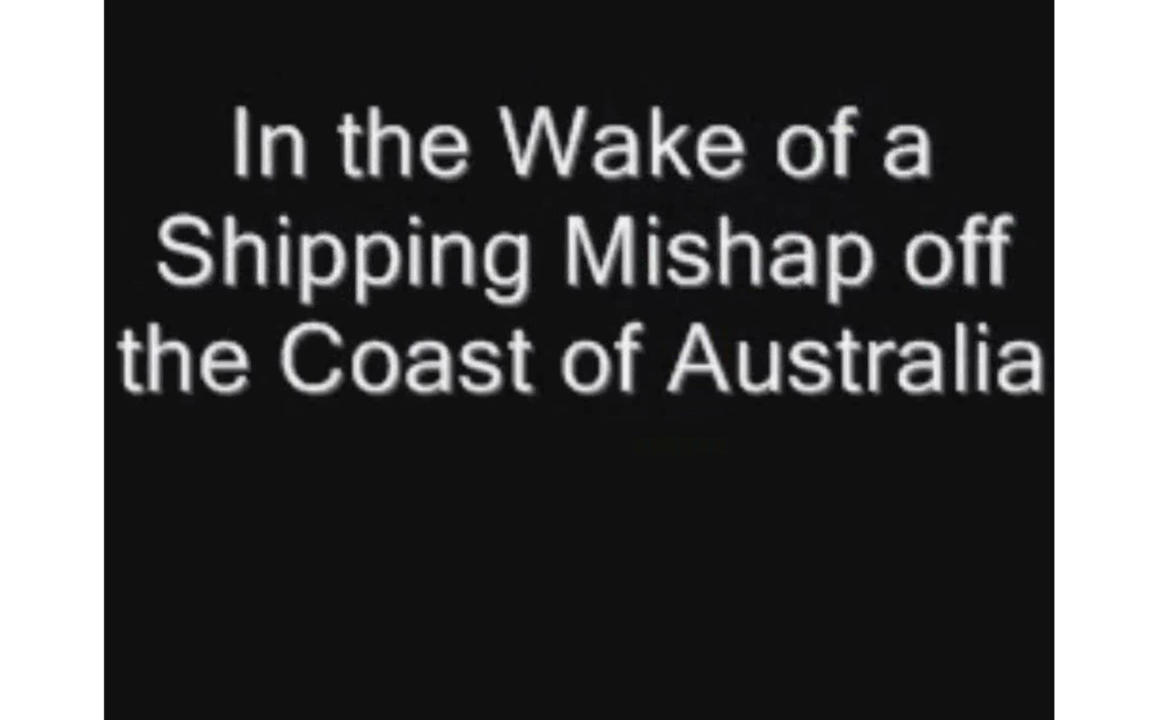 In the Wake of a
Shipping Mishap off
the Coast of Australia